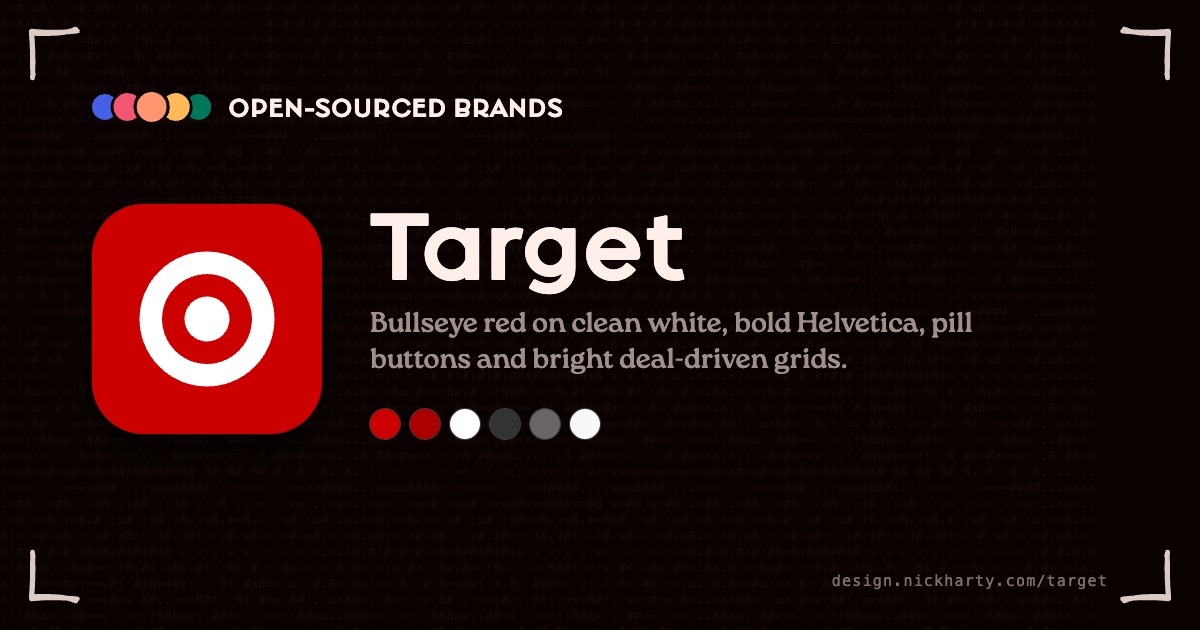 OPEN-SOURCED BRANDS
Target
Bullseye red on clean white, bold Helvetica, pill
buttons and bright deal-driven grids.
design.nickharty.com/target